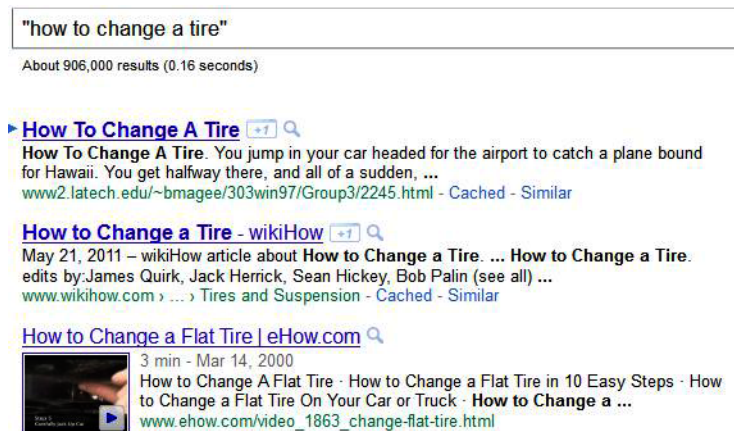 "how to change a tire"
About 906,000 results (0.16 seconds)
How To Change A Tire +1
How To Change A Tire. You jump in your car headed for the airport to catch a plane bound
for Hawaii. You get halfway there, and all of a sudden, ...
www2.latech.edu/~bmagee/303win97/Group3/2245.html - Cached - Similar
How to Change a Tire - wikiHow +1
May 21, 2011 – wikiHow article about How to Change a Tire. ... How to Change a Tire.
edits by:James Quirk, Jack Herrick, Sean Hickey, Bob Palin (see all) ...
www.wikihow.com › ... › Tires and Suspension - Cached - Similar
How to Change a Flat Tire | eHow.com
3 min - Mar 14, 2000
How to Change A Flat Tire · How to Change a Flat Tire in 10 Easy Steps · How
to Change a Flat Tire On Your Car or Truck · How to Change a ...
www.ehow.com/video_1863_change-flat-tire.html